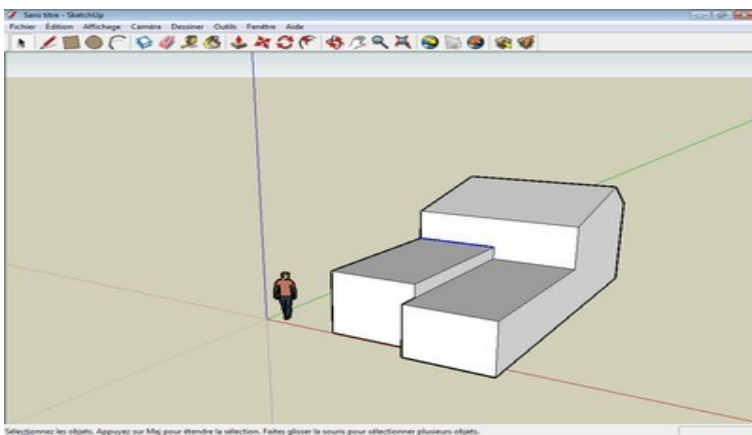 Sans titre - SketchUp
Fichier Édition Affichage Caméra Dessiner Outils Fenêtre Aide
Sélectionnez les objets. Appuyez sur Maj pour étendre la sélection. Faites glisser la souris pour sélectionner plusieurs objets.